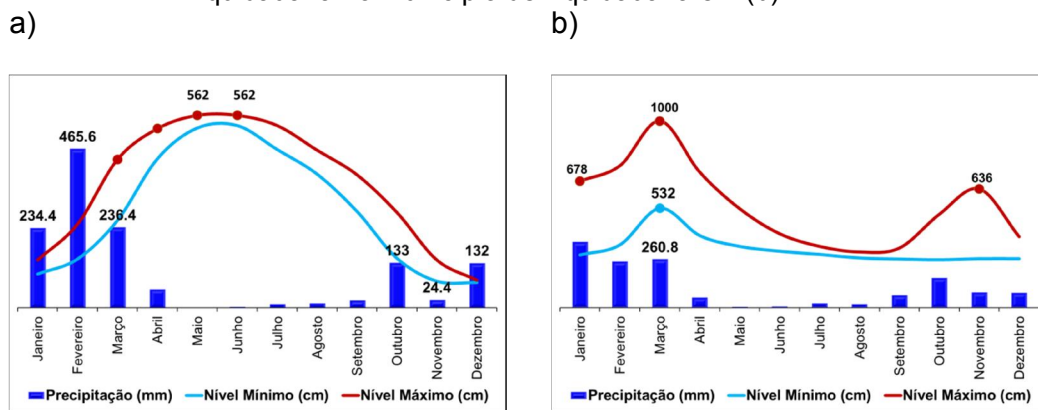 a)
b)
562 562
465.6
234.4
236.4
133
24.4
132
Janeiro
Fevereiro
Março
Abril
Maio
Junho
Julho
Agosto
Setembro
Outubro
Novembro
Dezembro
Precipitação (mm) Nível Mínimo (cm) Nível Máximo (cm)
1000
678
636
532
260.8
Janeiro
Fevereiro
Março
Abril
Maio
Junho
Julho
Agosto
Setembro
Outubro
Novembro
Dezembro
Precipitação (mm) Nível Mínimo (cm) Nível Máximo (cm)